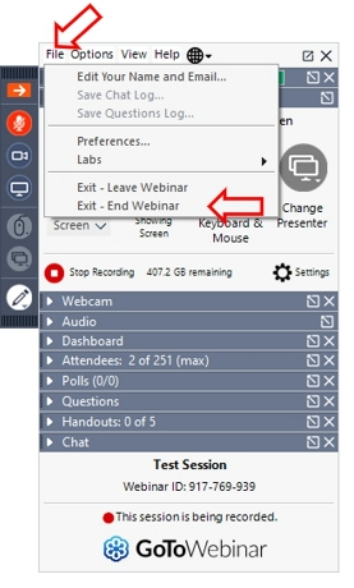 File Options View Help
Edit Your Name and Email...
Save Chat Log...
Save Questions Log...
en
Preferences...
Labs
Exit - Leave Webinar
Exit - End Webinar
Change
Presenter
Screen
Showing
Screen
Keyboard &
Mouse
Stop Recording 407.2 GB remaining Settings
Webcam
Audio
Dashboard
Attendees: 2 of 251 (max)
Polls (0/0)
Questions
Handouts: 0 of 5
Chat
Test Session
Webinar ID: 917-769-939
This session is being recorded.
GoToWebinar